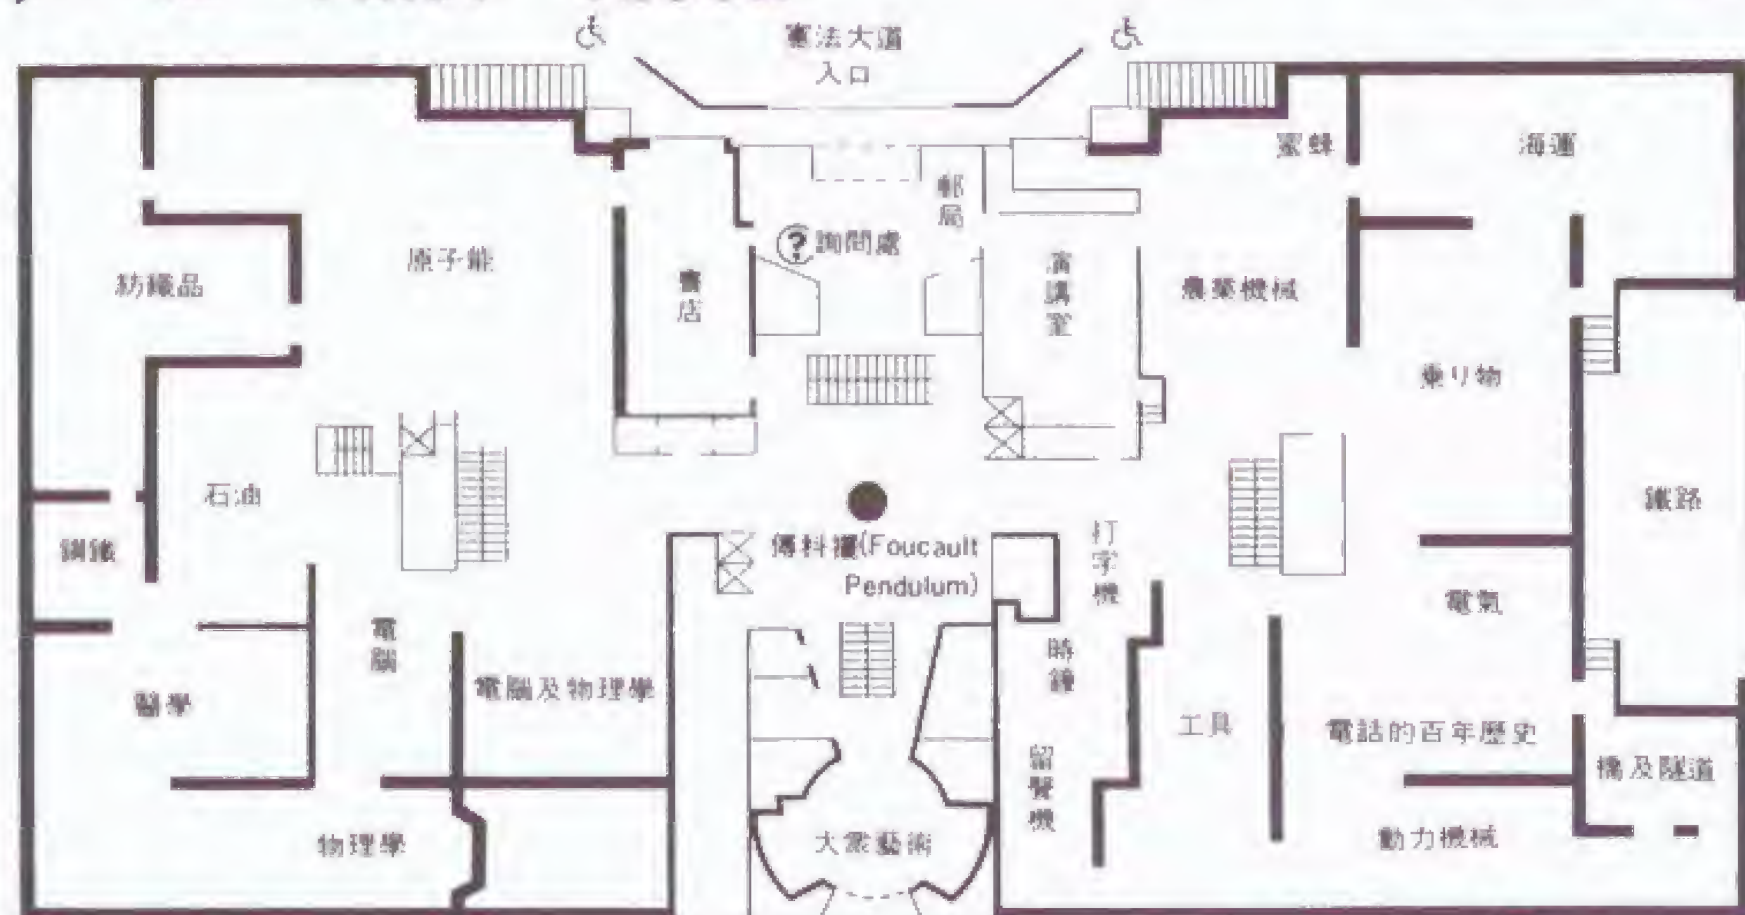 憲法大道
入口
蜜蜂
海運
郵局
?詢問處
原子能
紡織品
書店
演講室
農業機械
乗り物
石油
鐵路
鋼鐵
傅科擺(Foucault
Pendulum)
打字機
電氣
電腦
時鐘
電腦及物理學
醫學
工具
電話的百年歷史
留聲機
橋及隧道
物理學
大眾藝術
動力機械